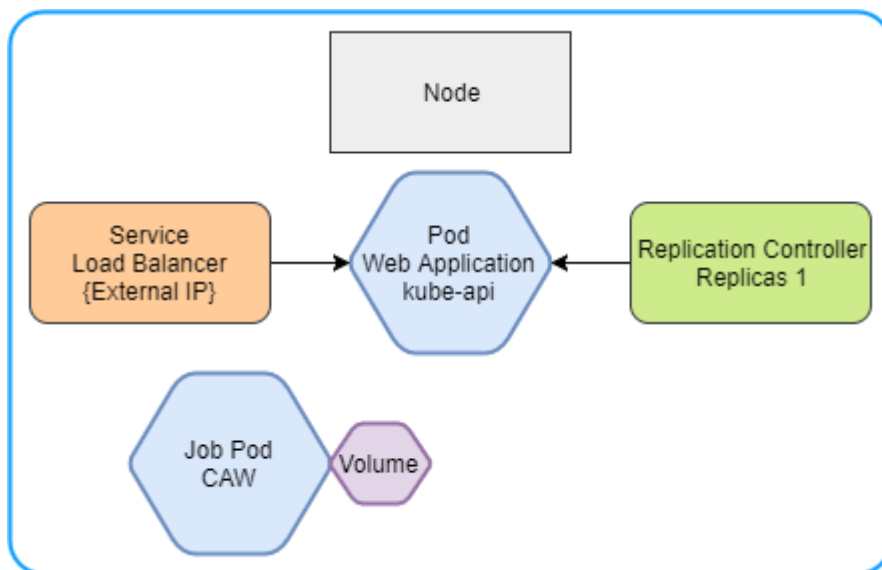 Node
Service
Load Balancer
{External IP}
Pod
Web Application
kube-api
Replication Controller
Replicas 1
Job Pod
CAW
Volume